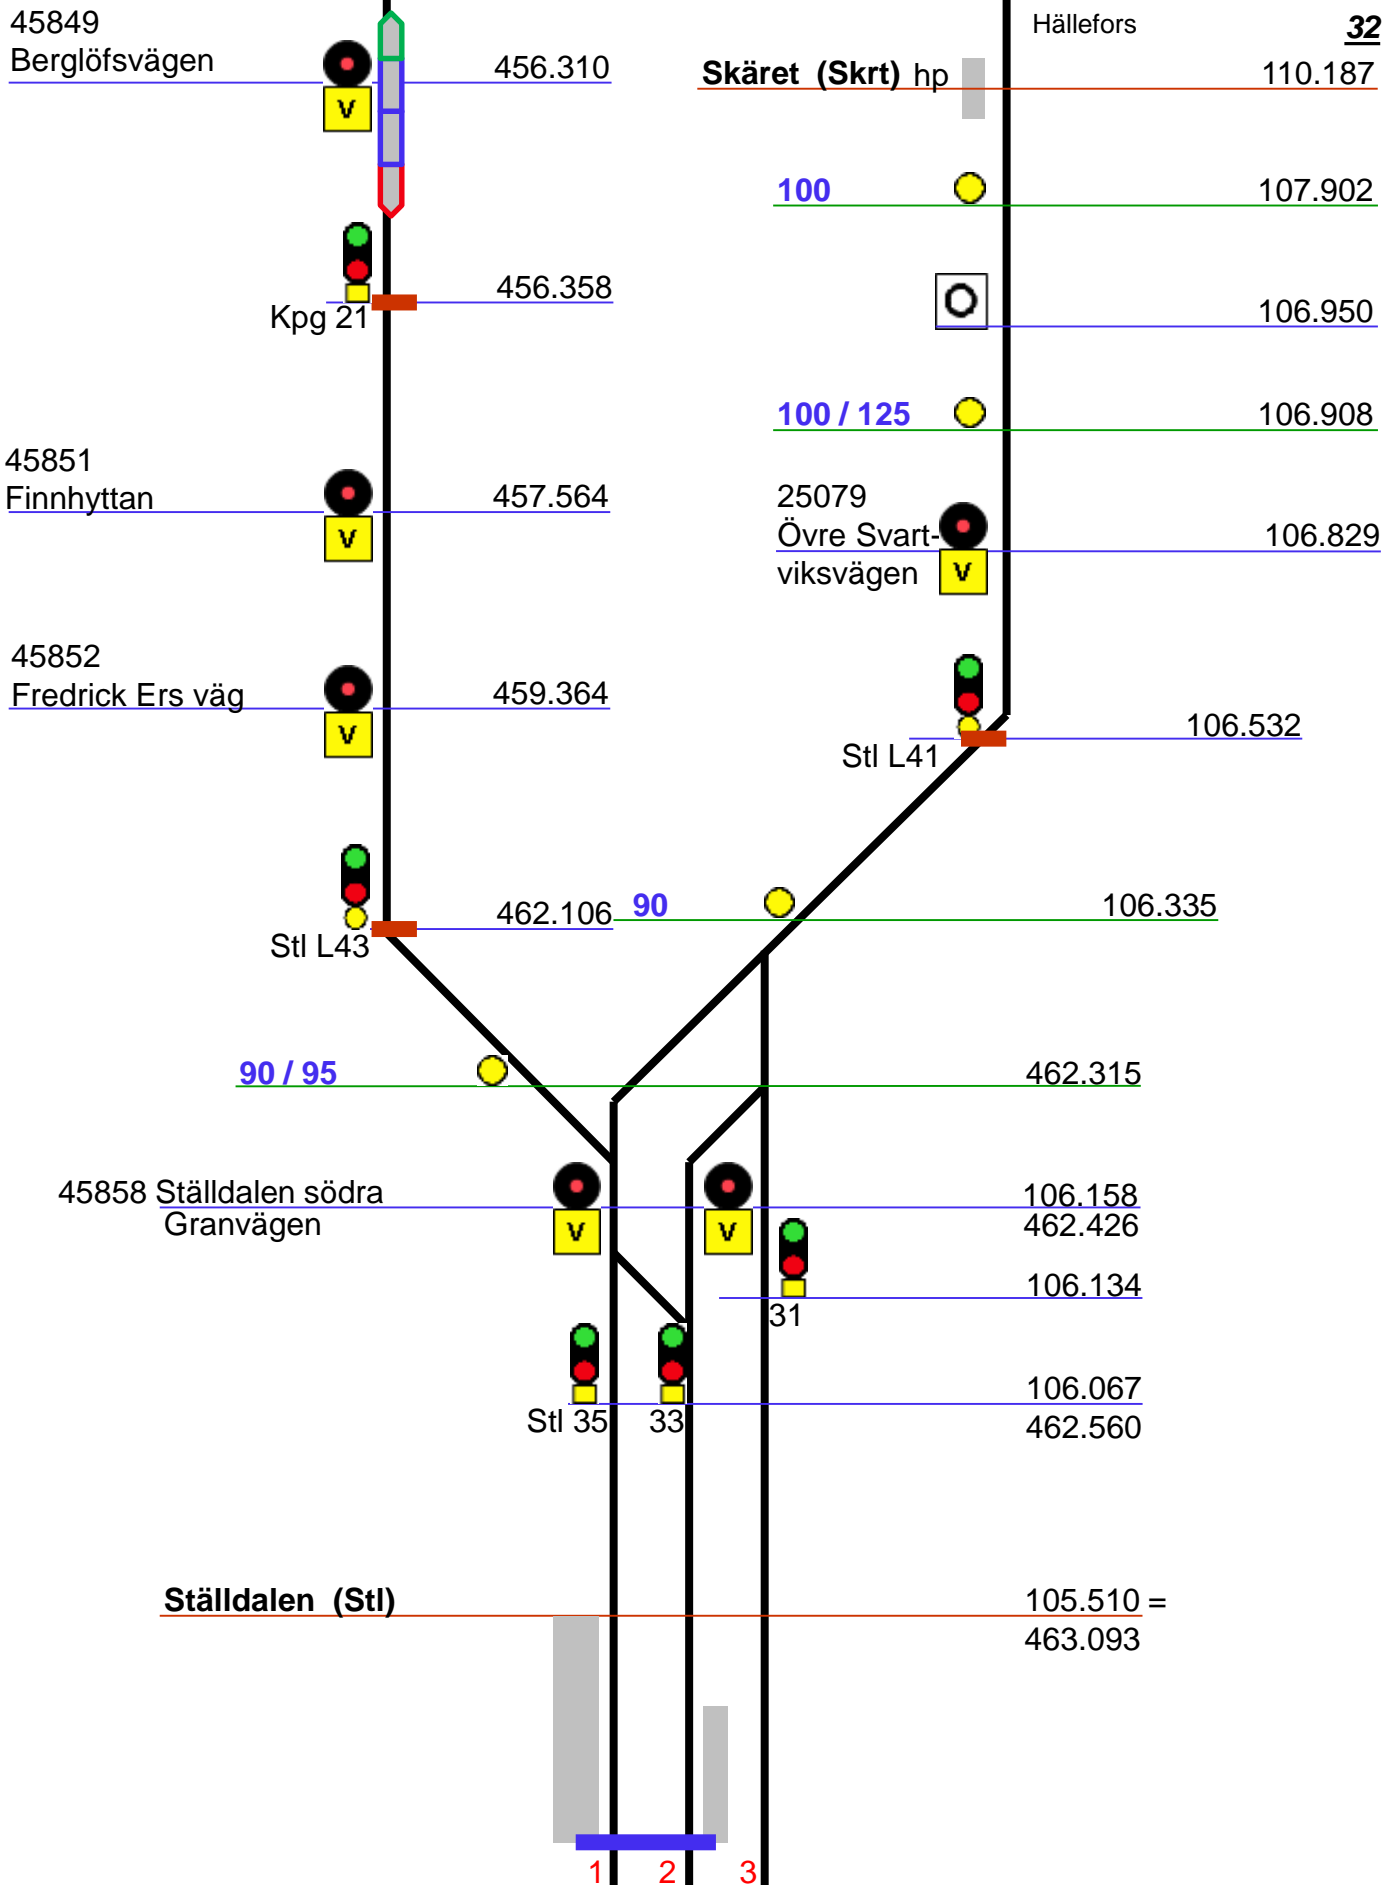 45849
Berglöfsvägen
456.310
V
Hällefors
32
Skäret (Skrt) hp
110.187
100
107.902
Kpg 21
456.358
O
106.950
100 / 125
106.908
45851
Finnhyttan
457.564
V
25079
Övre Svart-
viksvägen
106.829
V
45852
Fredrick Ers väg
459.364
V
Stl L41
106.532
Stl L43
462.106
90
106.335
90 / 95
462.315
45858 Ställdalen södra
Granvägen
V
V
106.158
462.426
106.134
31
Stl 35
33
106.067
462.560
Ställdalen (Stl)
105.510 =
463.093
1
2
3